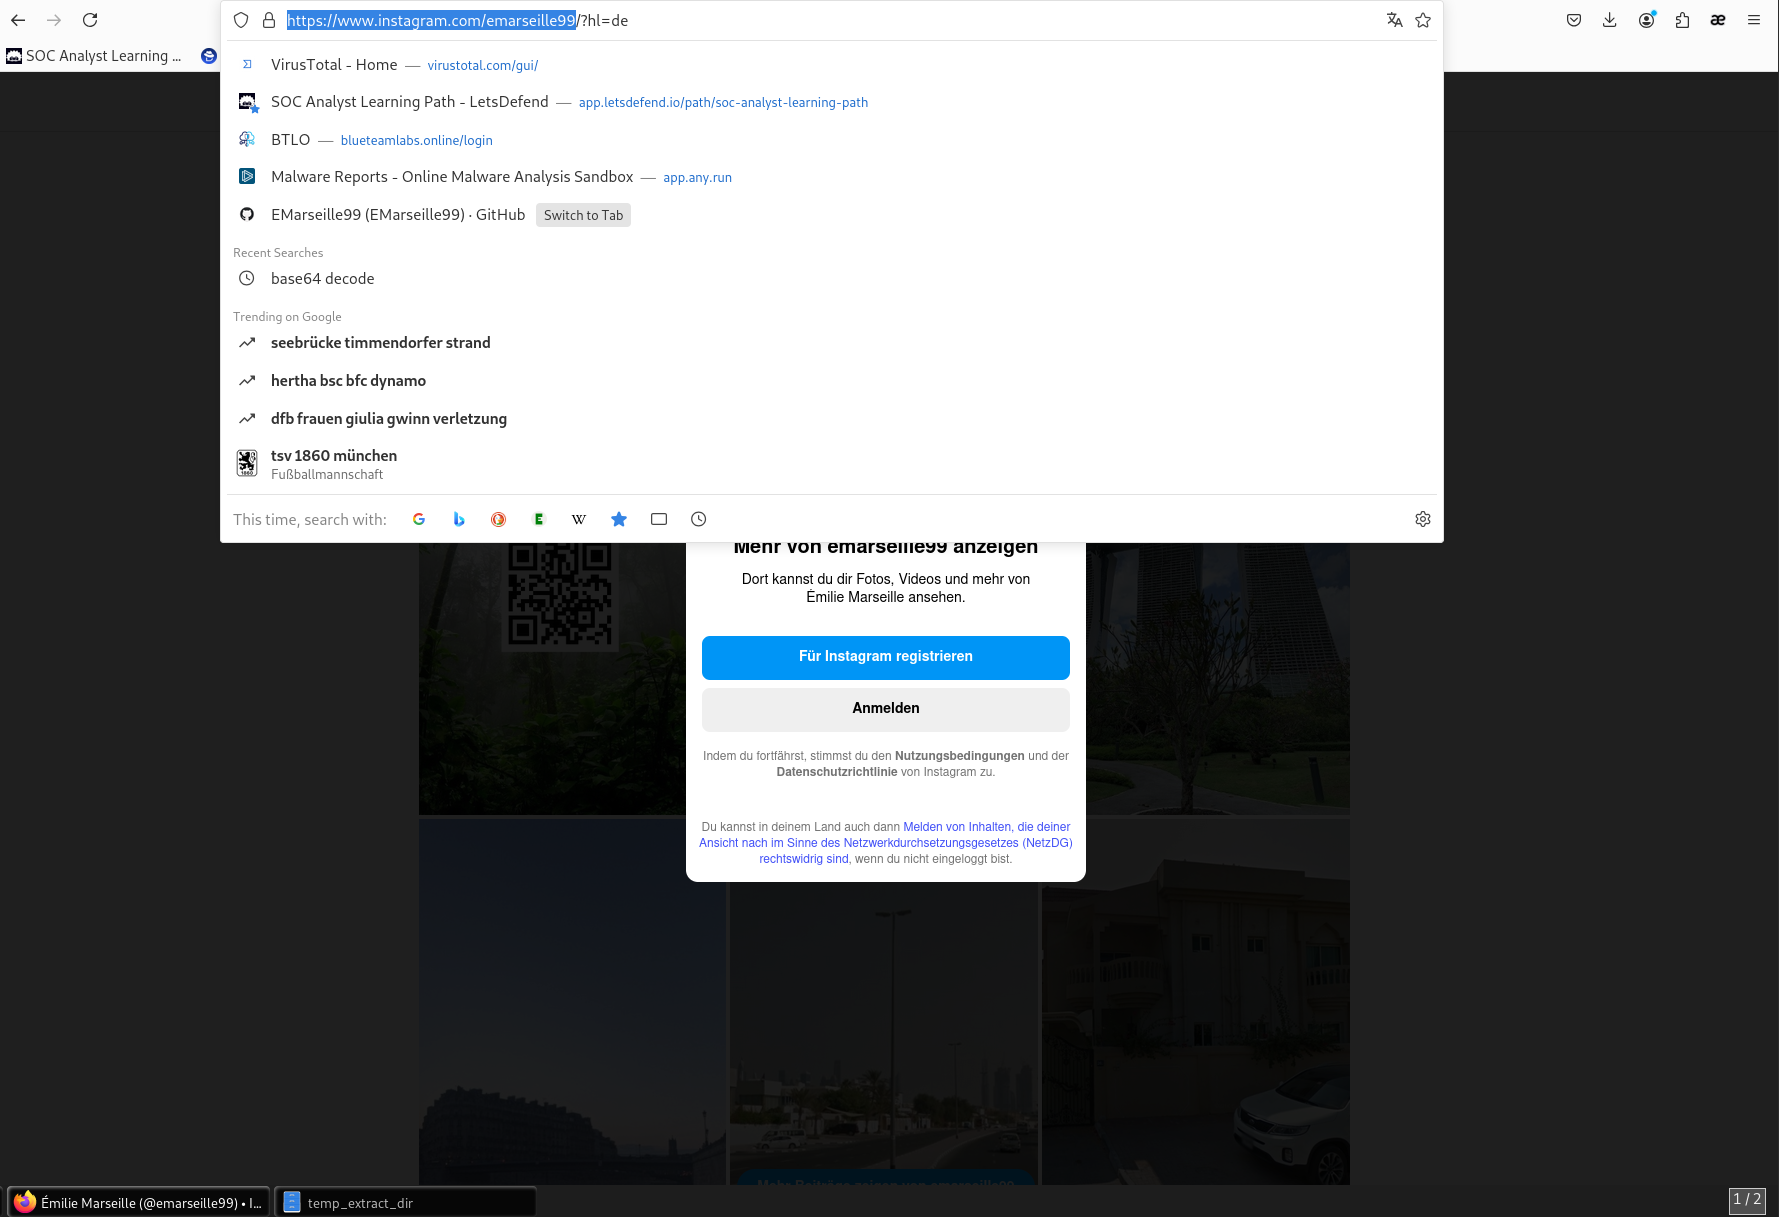 https://www.instagram.com/emarseille99/?hl=de
SOC Analyst Learning ...
VirusTotal - Home — virustotal.com/gui/
SOC Analyst Learning Path - LetsDefend — app.letsdefend.io/path/soc-analyst-learning-path
BTLO — blueteamlabs.online/login
Malware Reports - Online Malware Analysis Sandbox — app.any.run
EMarseille99 (EMarseille99) · GitHub Switch to Tab
Recent Searches
base64 decode
Trending on Google
seebrücke timmendorfer strand
hertha bsc bfc dynamo
dfb frauen giulia gwinn verletzung
tsv 1860 münchen
Fußballmannschaft
This time, search with:
Mehr von emarseille99 anzeigen
Dort kannst du dir Fotos, Videos und mehr von
Émilie Marseille ansehen.
Für Instagram registrieren
Anmelden
Indem du fortfährst, stimmst du den Nutzungsbedingungen und der
Datenschutzrichtlinie von Instagram zu.
Du kannst in deinem Land auch dann Melden von Inhalten, die deiner
Ansicht nach im Sinne des Netzwerkdurchsetzungsgesetzes (NetzDG)
rechtswidrig sind, wenn du nicht eingeloggt bist.
Mehr Beiträge zeigen von emarseille99
Émilie Marseille (@emarseille99) • I...
temp_extract_dir
1 / 2